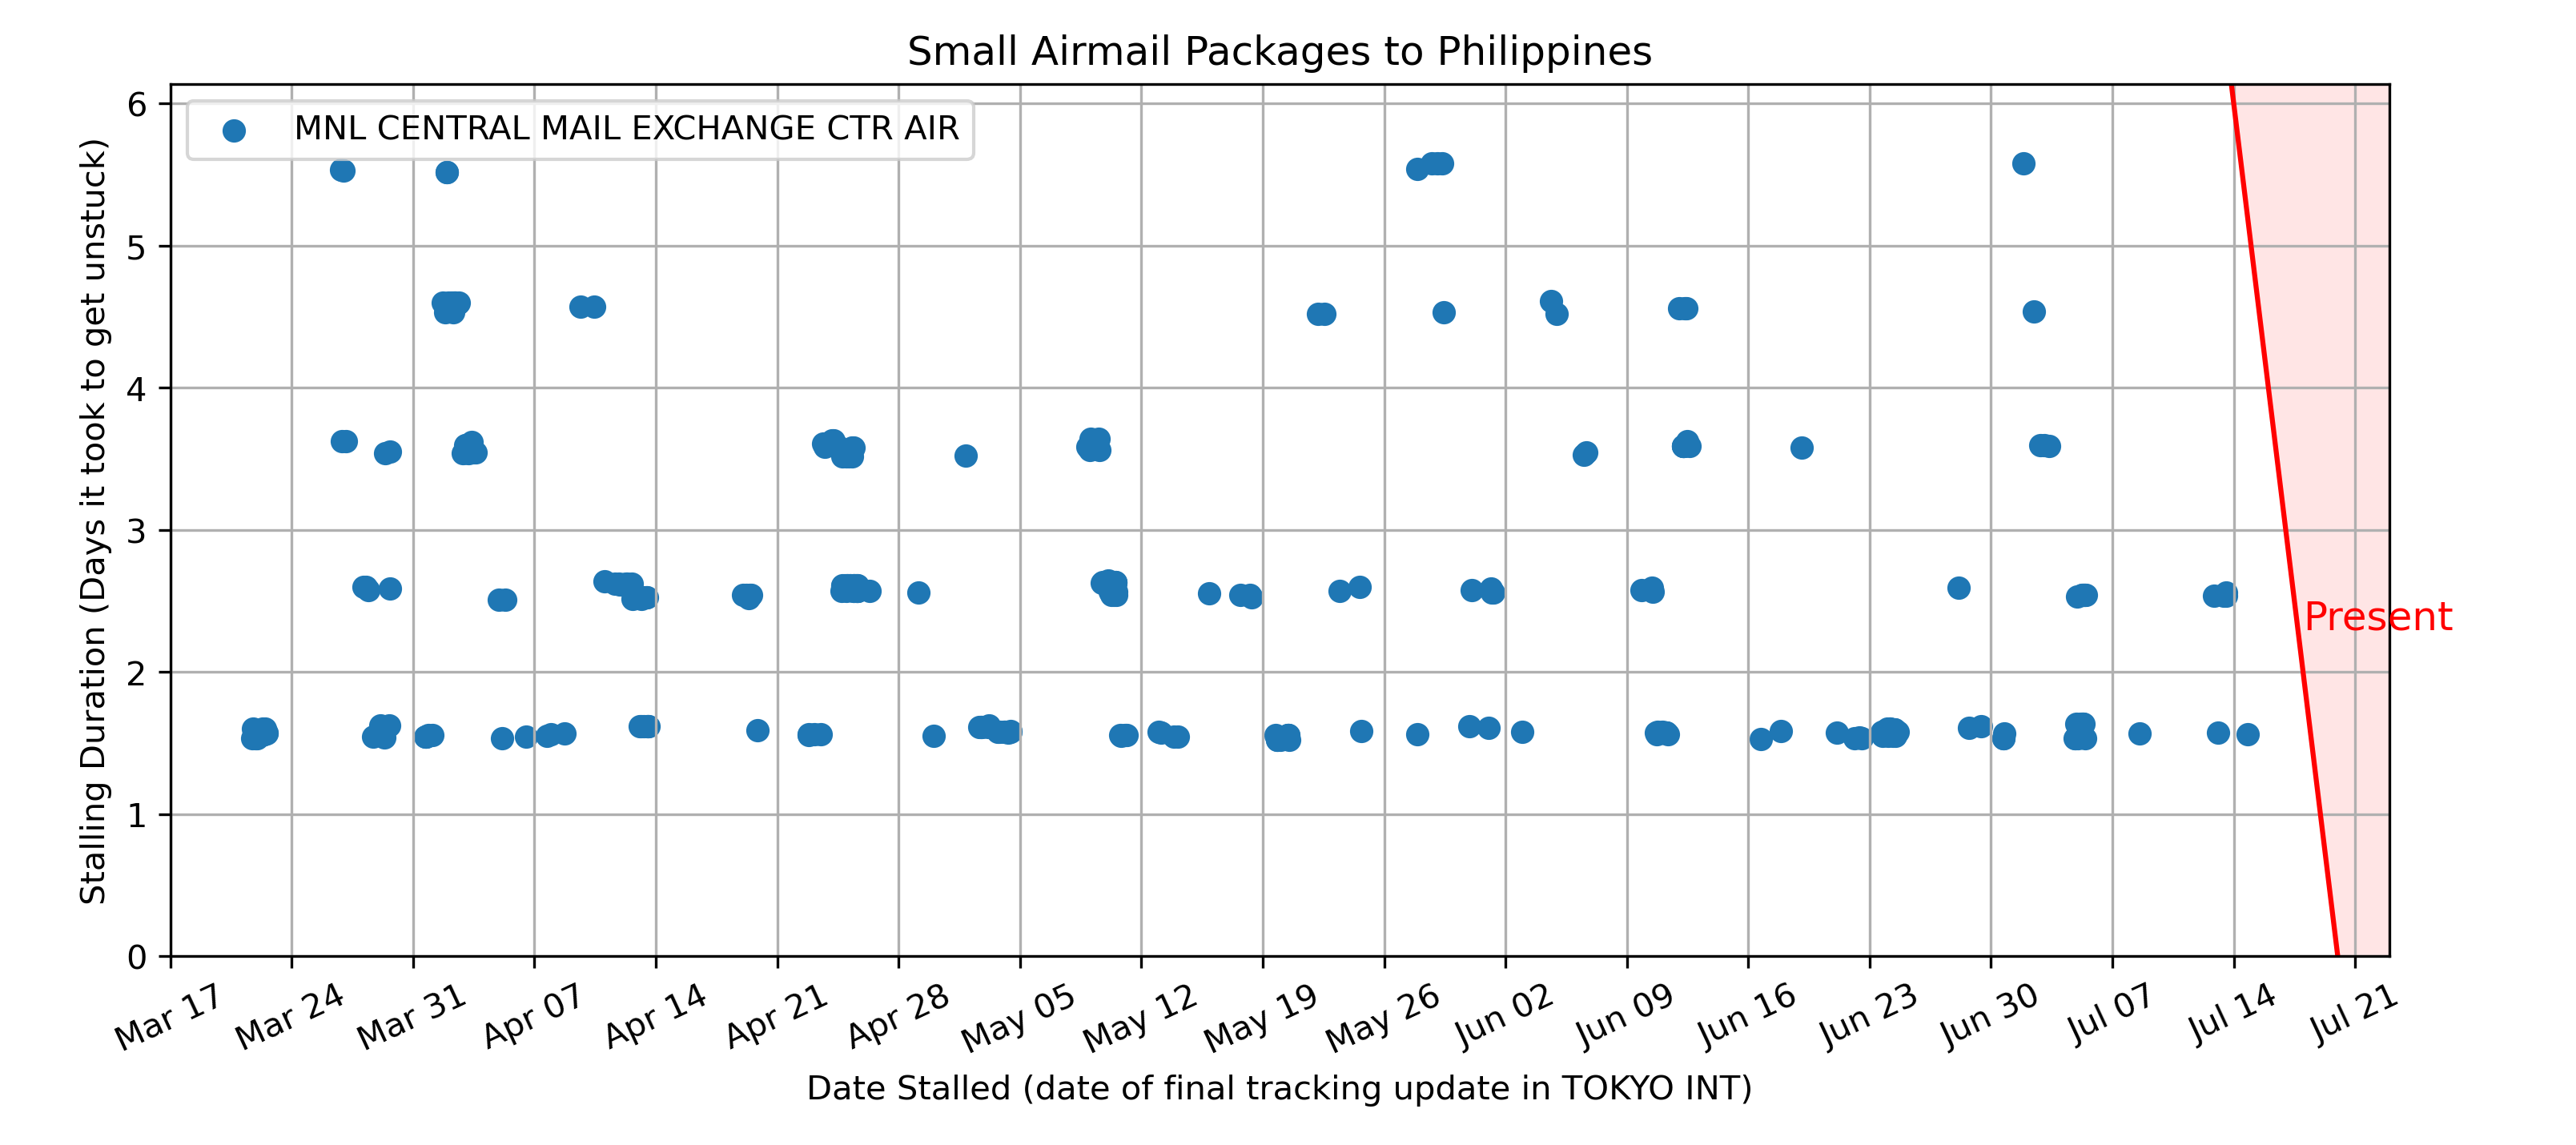 Small Airmail Packages to Philippines
MNL CENTRAL MAIL EXCHANGE CTR AIR
Stalling Duration (Days it took to get unstuck)
6
5
4
3
2
1
0
Present
Mar 17 Mar 24 Mar 31 Apr 07 Apr 14 Apr 21 Apr 28 May 05 May 12 May 19 May 26 Jun 02 Jun 09 Jun 16 Jun 23 Jun 30 Jul 07 Jul 14 Jul 21
Date Stalled (date of final tracking update in TOKYO INT)